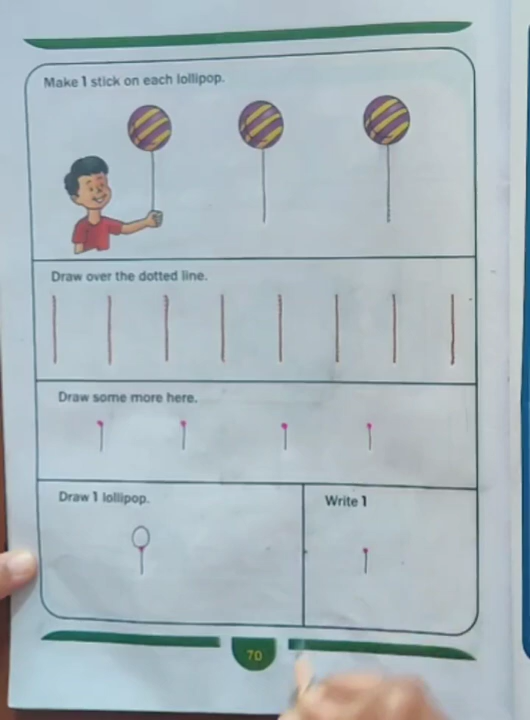 Make 1 stick on each lollipop.
Draw over the dotted line.
Draw some more here.
Draw 1 lollipop.
Write 1
70